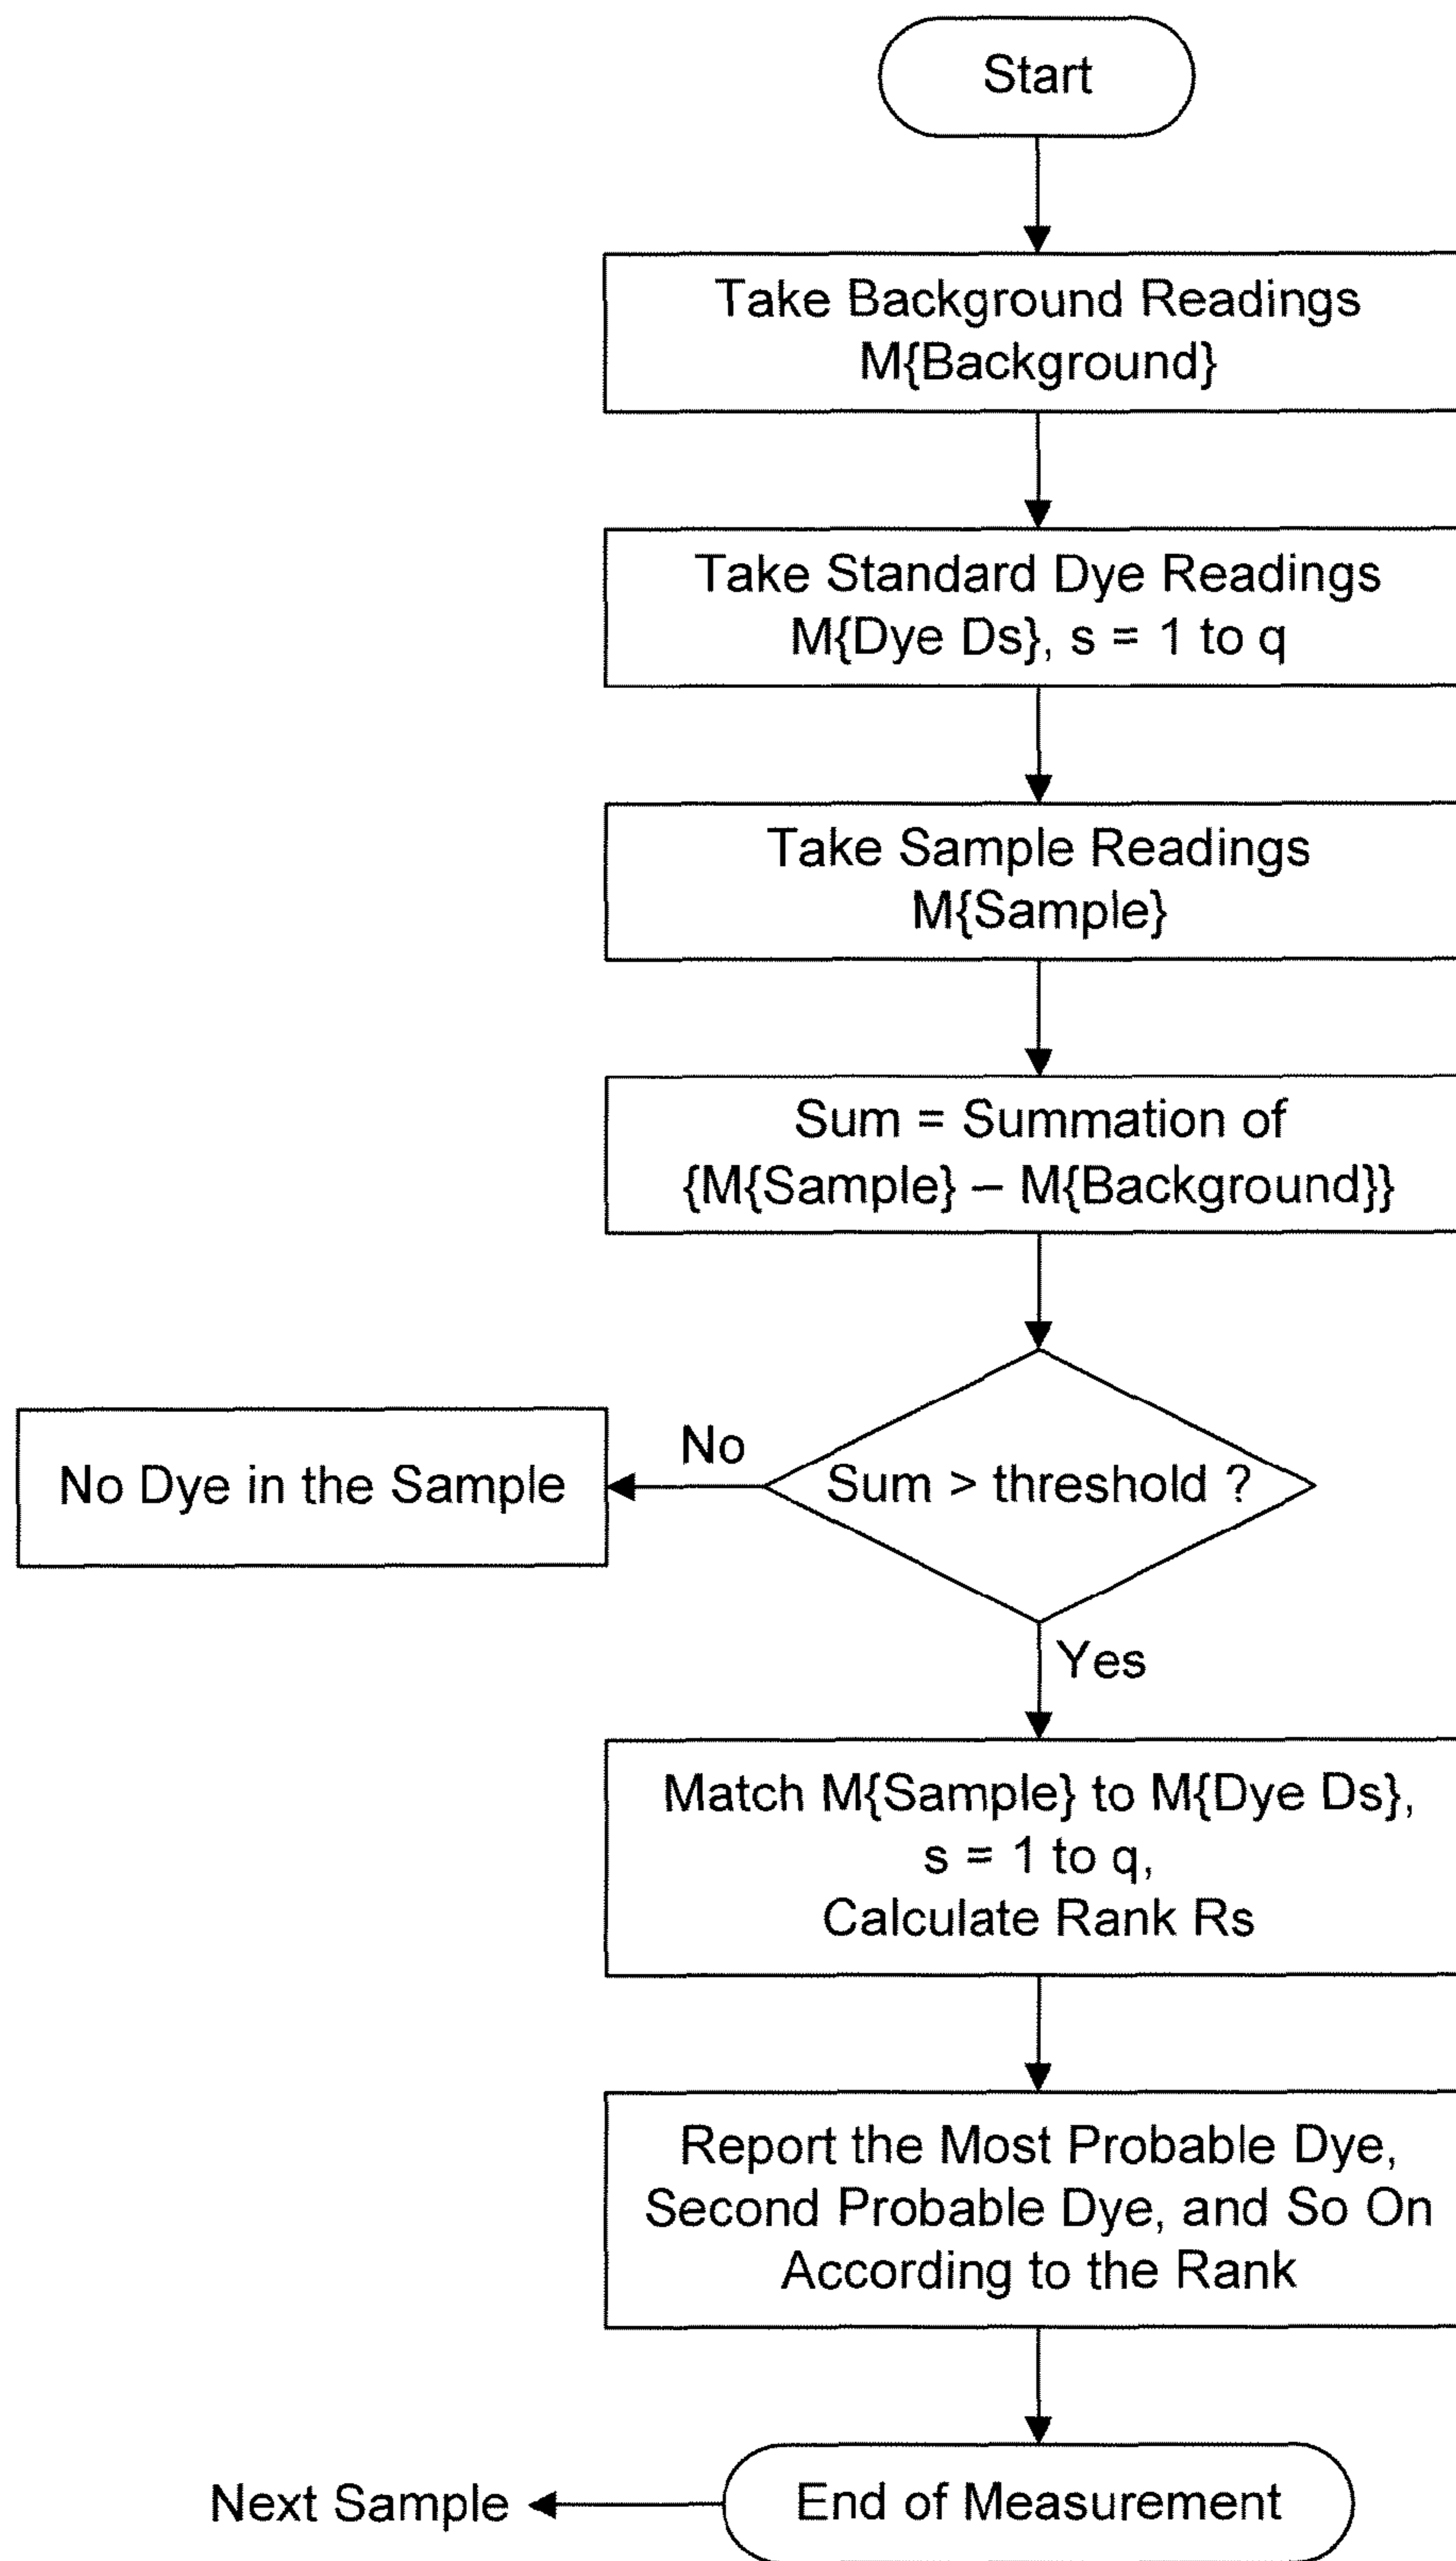 Start
Take Background Readings
M{Background}
Take Standard Dye Readings
M{Dye Ds}, s = 1 to q
Take Sample Readings
M{Sample}
Sum = Summation of
{M{Sample} – M{Background}}
No
No Dye in the Sample
Sum > threshold ?
Yes
Match M{Sample} to M{Dye Ds},
s = 1 to q,
Calculate Rank Rs
Report the Most Probable Dye,
Second Probable Dye, and So On
According to the Rank
Next Sample
End of Measurement